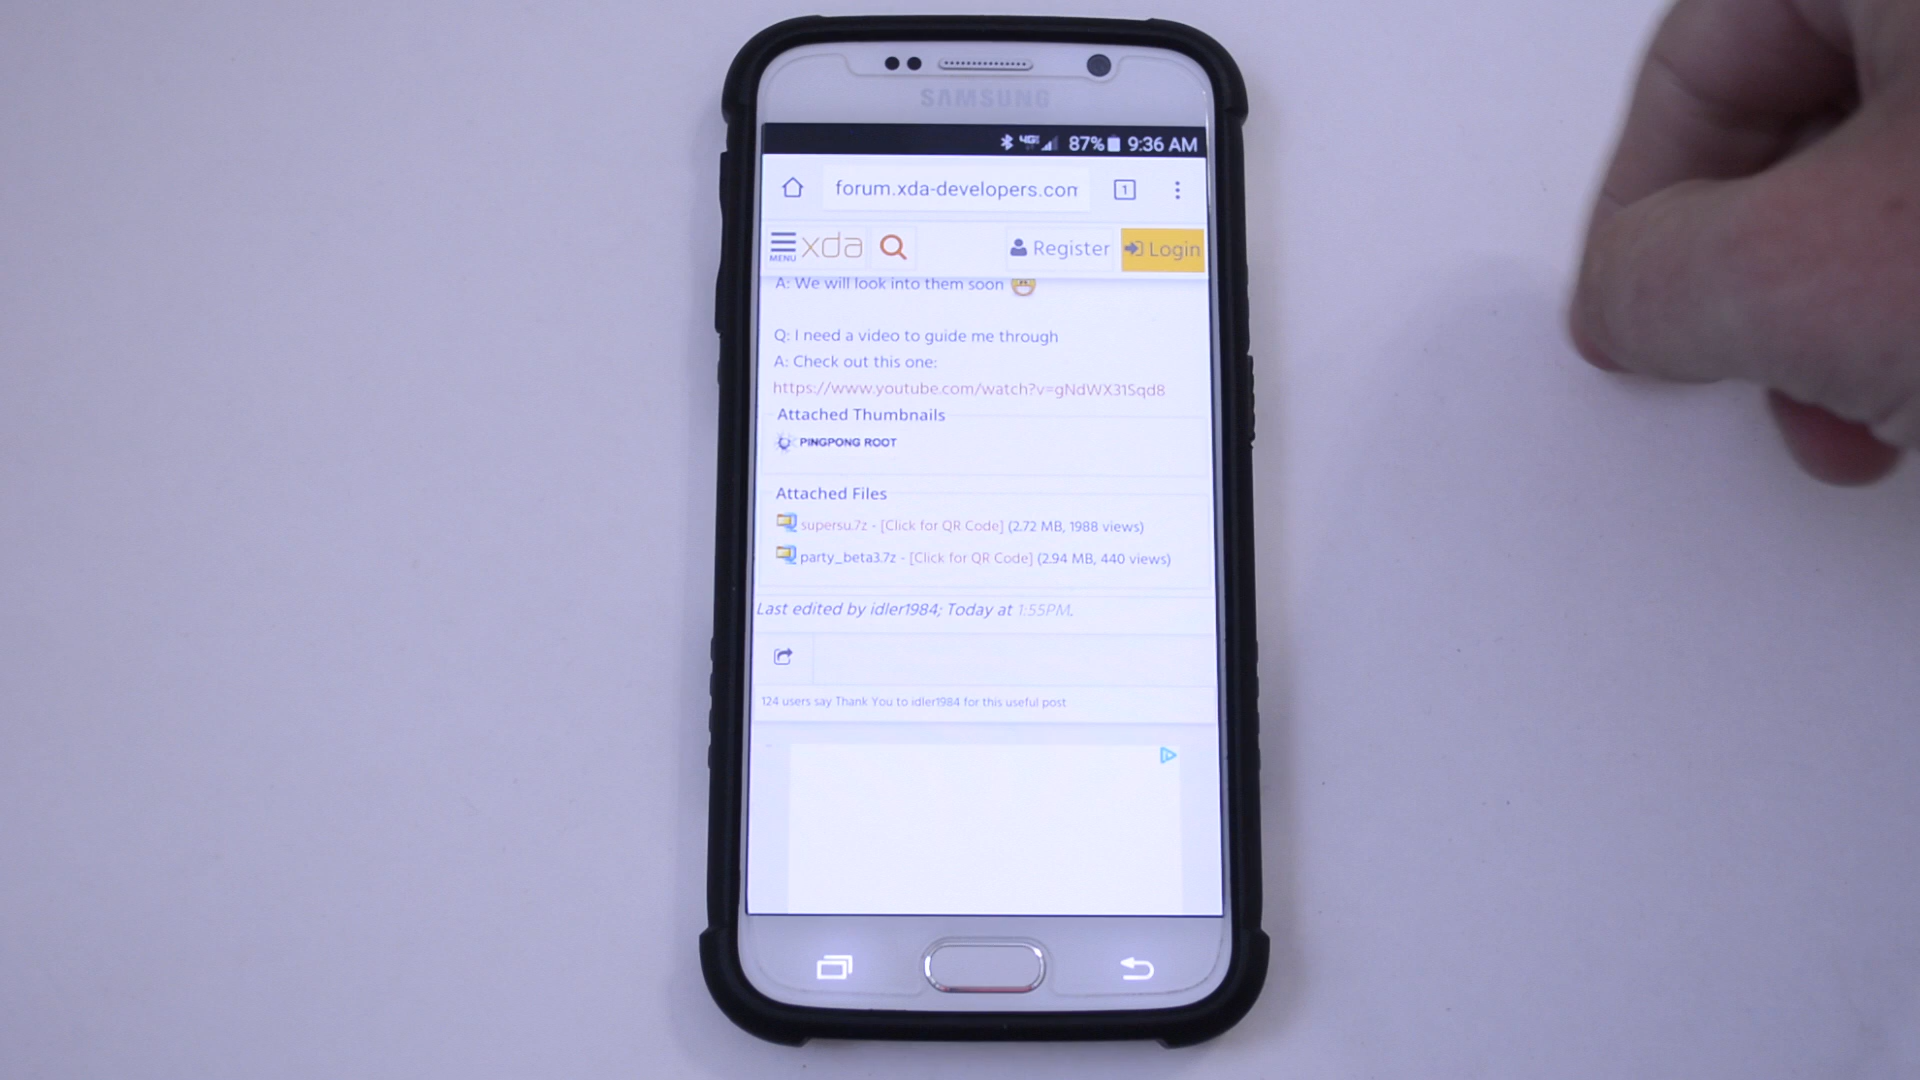 SAMSUNG
4G 87% 9:36 AM
forum.xda-developers.com
1
MENU xda Register Login
A: We will look into them soon
Q: I need a video to guide me through
A: Check out this one:
https://www.youtube.com/watch?v=gNdWX31Sqd8
Attached Thumbnails
PINGPONG ROOT
Attached Files
supersu.7z - [Click for QR Code] (2.72 MB, 1988 views)
party_beta3.7z - [Click for QR Code] (2.94 MB, 440 views)
Last edited by idler1984; Today at 1:55PM.
124 users say Thank You to idler1984 for this useful post